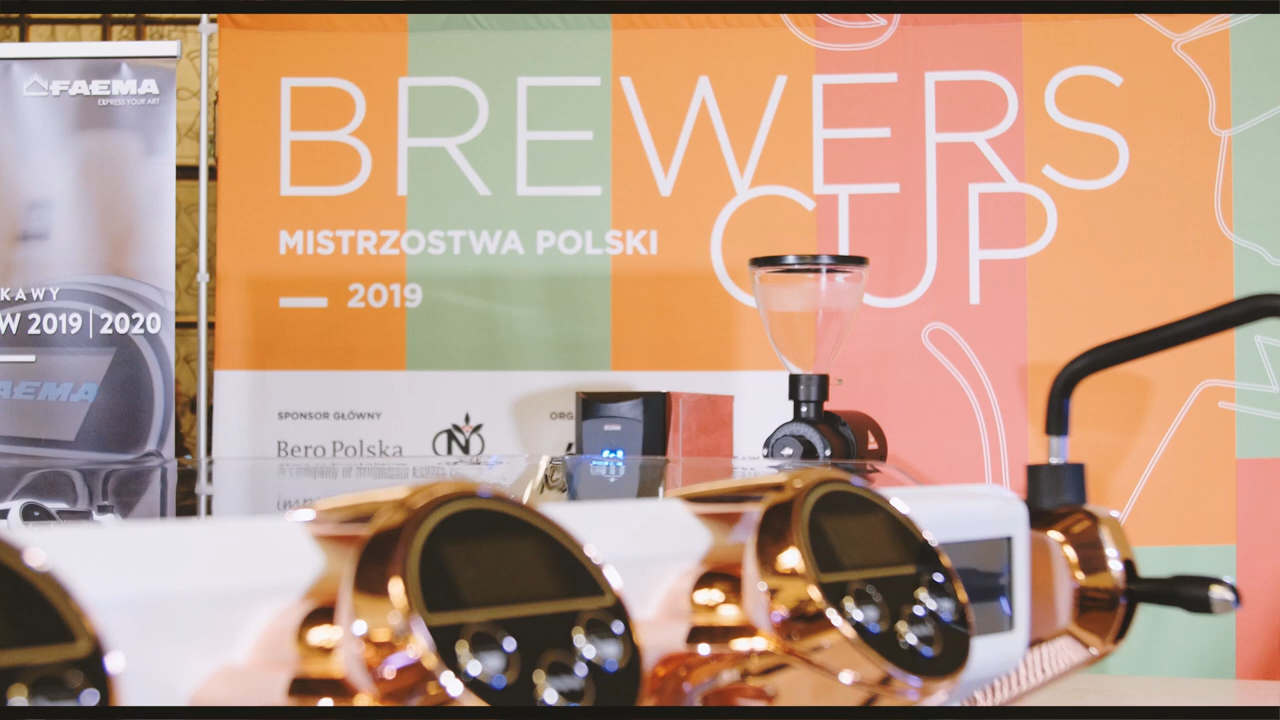 FAEMA
EXPRESS YOUR ART
KAWY
W 2019 | 2020
FAEMA
BREWERS
CUP
MISTRZOSTWA POLSKI
— 2019
SPONSOR GŁÓWNY
Bero Polska